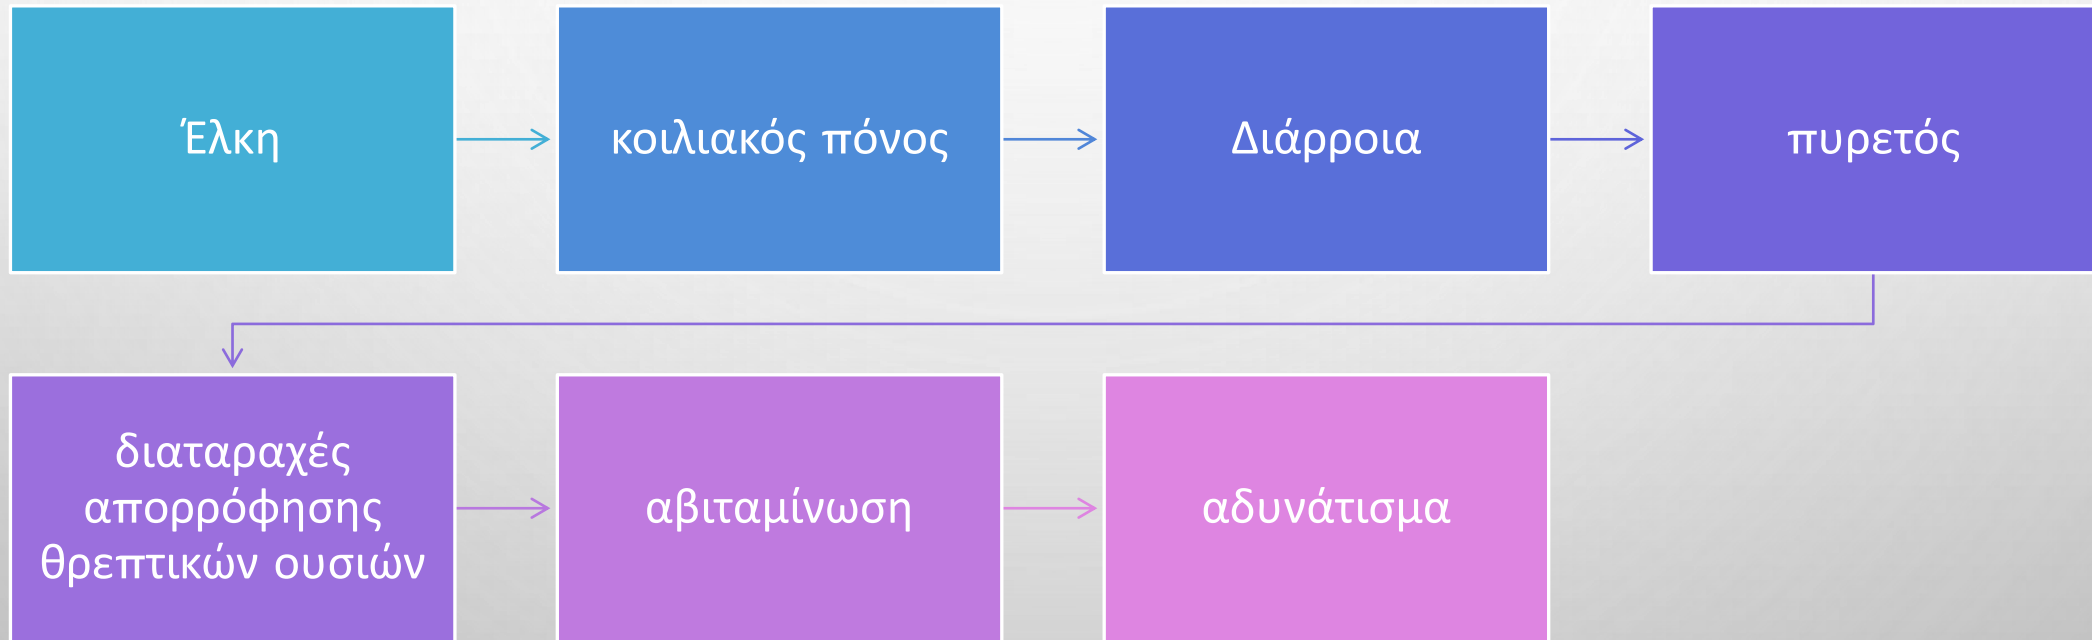 Έλκη
κοιλιακός πόνος
Διάρροια
πυρετός
διαταραχές
απορρόφησης
θρεπτικών ουσιών
αβιταμίνωση
αδυνάτισμα